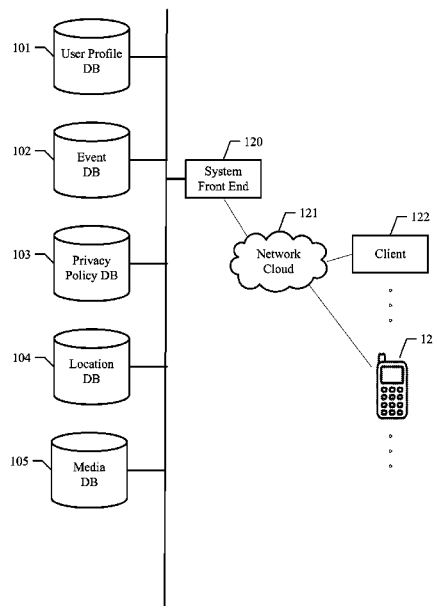 101
User Profile
DB
102
Event
DB
120
System
Front End
121
Network
Cloud
122
Client
103
Privacy
Policy DB
104
Location
DB
12
105
Media
DB